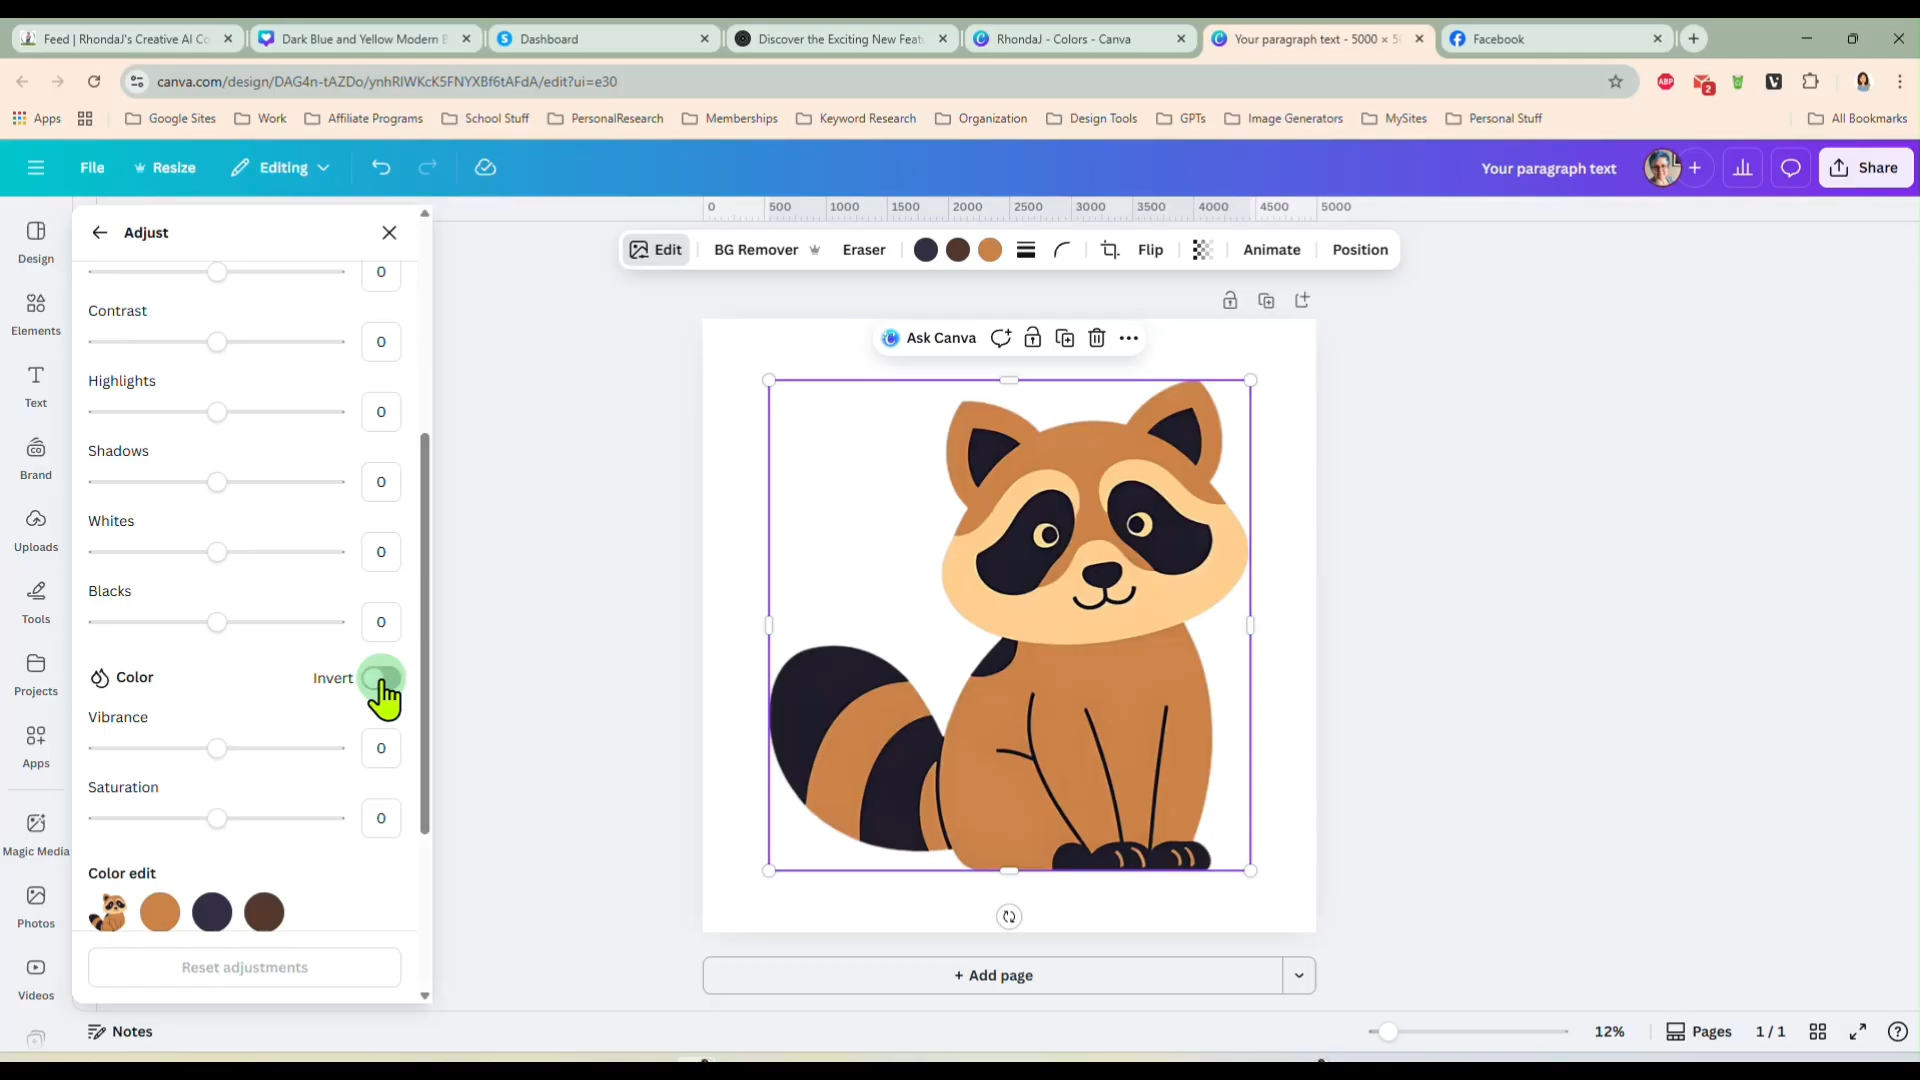 Feed | RhondaJ's Creative AI Co
Dark Blue and Yellow Modern B
Dashboard
Discover the Exciting New Feat
RhondaJ - Colors - Canva
Your paragraph text - 5000 × 5
Facebook
canva.com/design/DAG4n-tAZDo/ynhRIWKcK5FNYXBf6tAFdA/edit?ui=e30
ABP
2
Apps
Google Sites
Work
Affiliate Programs
School Stuff
PersonalResearch
Memberships
Keyword Research
Organization
Design Tools
GPTs
Image Generators
MySites
Personal Stuff
All Bookmarks
File
Resize
Editing
Your paragraph text
Share
0 500 1000 1500 2000 2500 3000 3500 4000 4500 5000
Edit
BG Remover
Eraser
Flip
Animate
Position
Ask Canva
Design
Elements
Text
Brand
Uploads
Tools
Projects
Apps
Magic Media
Photos
Videos
Adjust
0
Contrast
0
Highlights
0
Shadows
0
Whites
0
Blacks
0
Color
Invert
Vibrance
0
Saturation
0
Color edit
Reset adjustments
+ Add page
Notes
12%
Pages
1 / 1